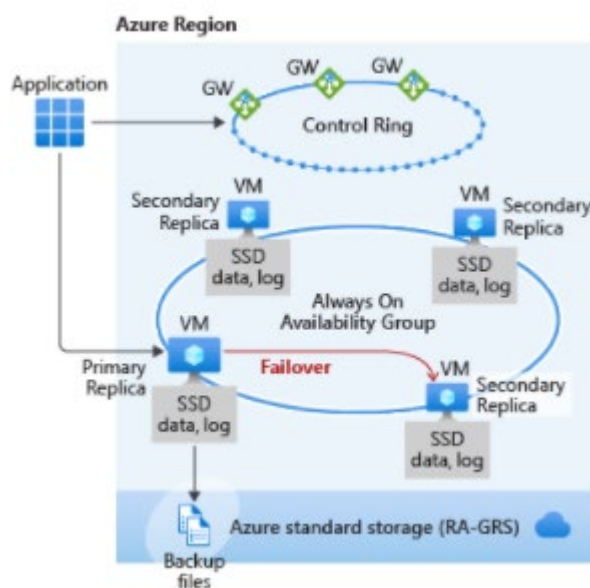 Azure Region
Application
GW
GW
GW
Control Ring
VM
Secondary
Replica
SSD
data, log
VM
Secondary
Replica
SSD
data, log
Always On
Availability Group
VM
Primary
Replica
SSD
data, log
Failover
VM
Secondary
Replica
SSD
data, log
Azure standard storage (RA-GRS)
Backup
files